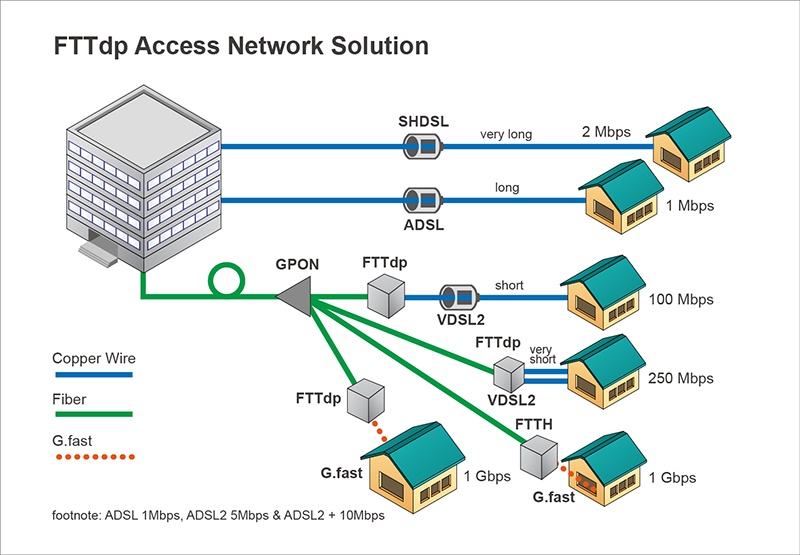 FTTdp Access Network Solution
SHDSL
very long
2 Mbps
long
ADSL
1 Mbps
GPON
FTTdp
short
VDSL2
100 Mbps
FTTdp
very
short
VDSL2
250 Mbps
Copper Wire
Fiber
G.fast
FTTdp
G.fast
1 Gbps
FTTH
G.fast
1 Gbps
footnote: ADSL 1Mbps, ADSL2 5Mbps & ADSL2 + 10Mbps